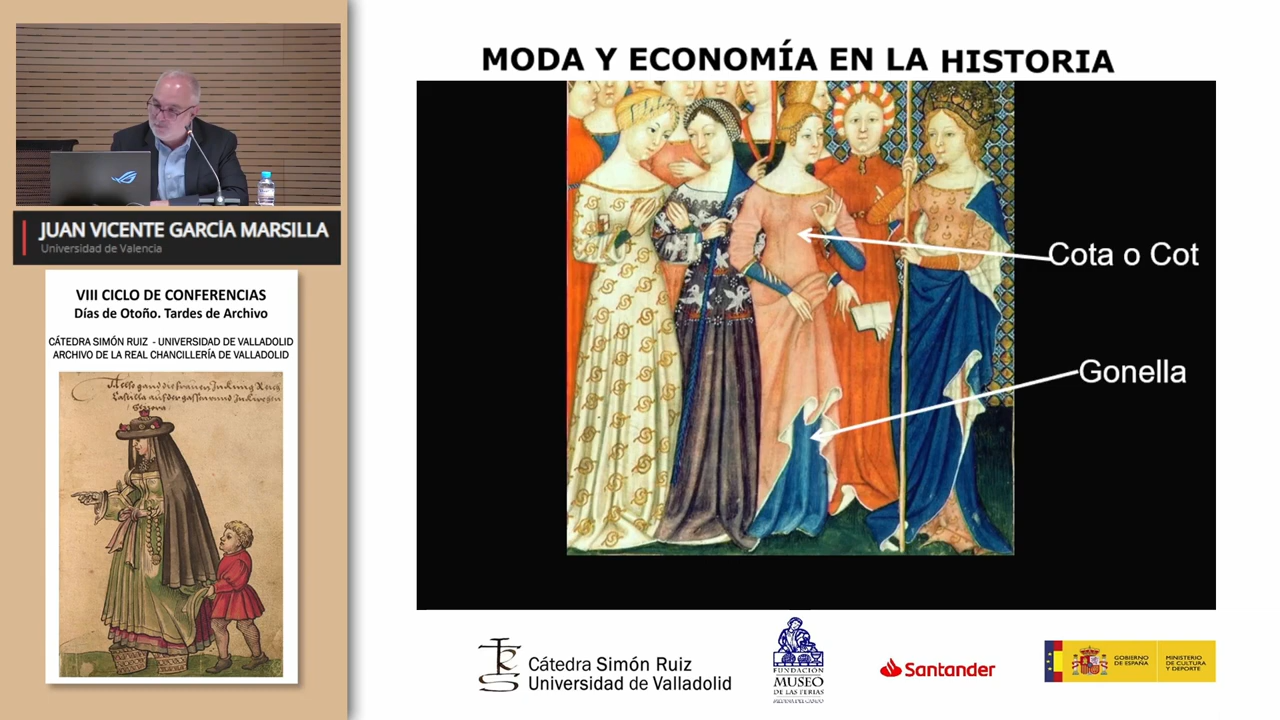 MODA Y ECONOMÍA EN LA HISTORIA
JUAN VICENTE GARCÍA MARSILLA
Universidad de Valencia
VIII CICLO DE CONFERENCIAS
Días de Otoño. Tardes de Archivo
CÁTEDRA SIMÓN RUIZ - UNIVERSIDAD DE VALLADOLID
ARCHIVO DE LA REAL CHANCILLERÍA DE VALLADOLID
Cota o Cot
Gonella
Cátedra Simón Ruiz
Universidad de Valladolid
FUNDACIÓN
MUSEO
DE LAS FERIAS
MEDINA DEL CAMPO
Santander
GOBIERNO
DE ESPAÑA
MINISTERIO
DE CULTURA
Y DEPORTE